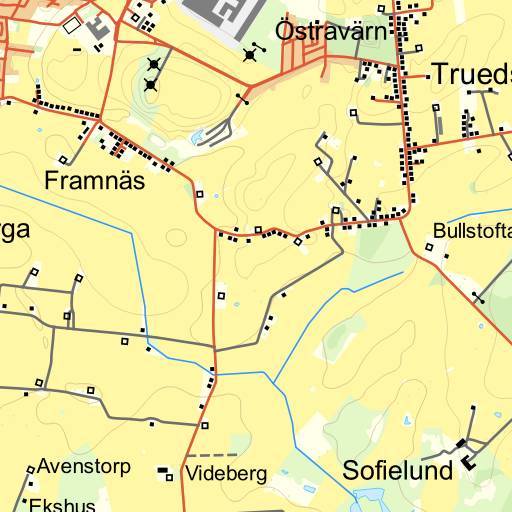 Östravärn
Trueds
Framnäs
rga
Bullstofta
Avenstorp
Videberg
Sofielund
Ekshus